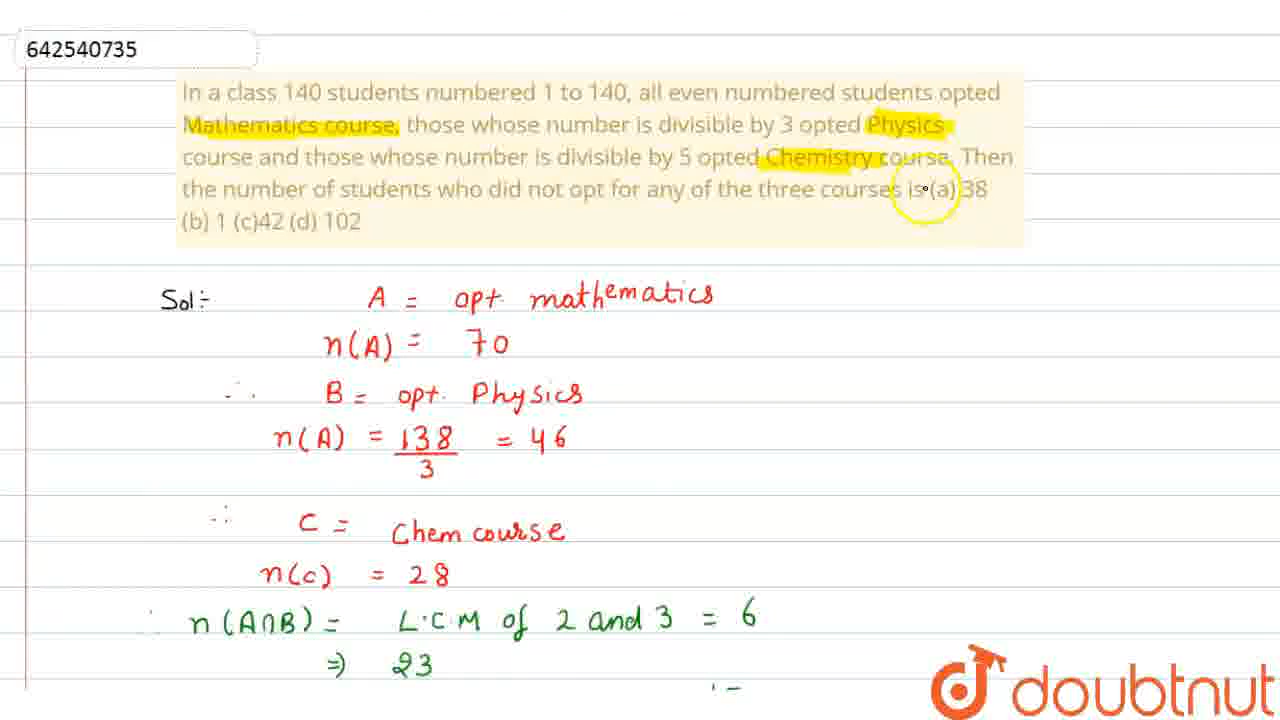 642540735
In a class 140 students numbered 1 to 140, all even numbered students opted
Mathematics course, those whose number is divisible by 3 opted Physics
course and those whose number is divisible by 5 opted Chemistry course. Then
the number of students who did not opt for any of the three courses is (a) 38
(b) 1 (c)42 (d) 102
Sol:- A = opt. mathematics
n(A) = 70
∴ B = opt. Physics
n(A) = 138/3 = 46
∴ C = Chem course
n(c) = 28
∴ n(A∩B) = L.C.M of 2 and 3 = 6
⇒ 23
doubtnut